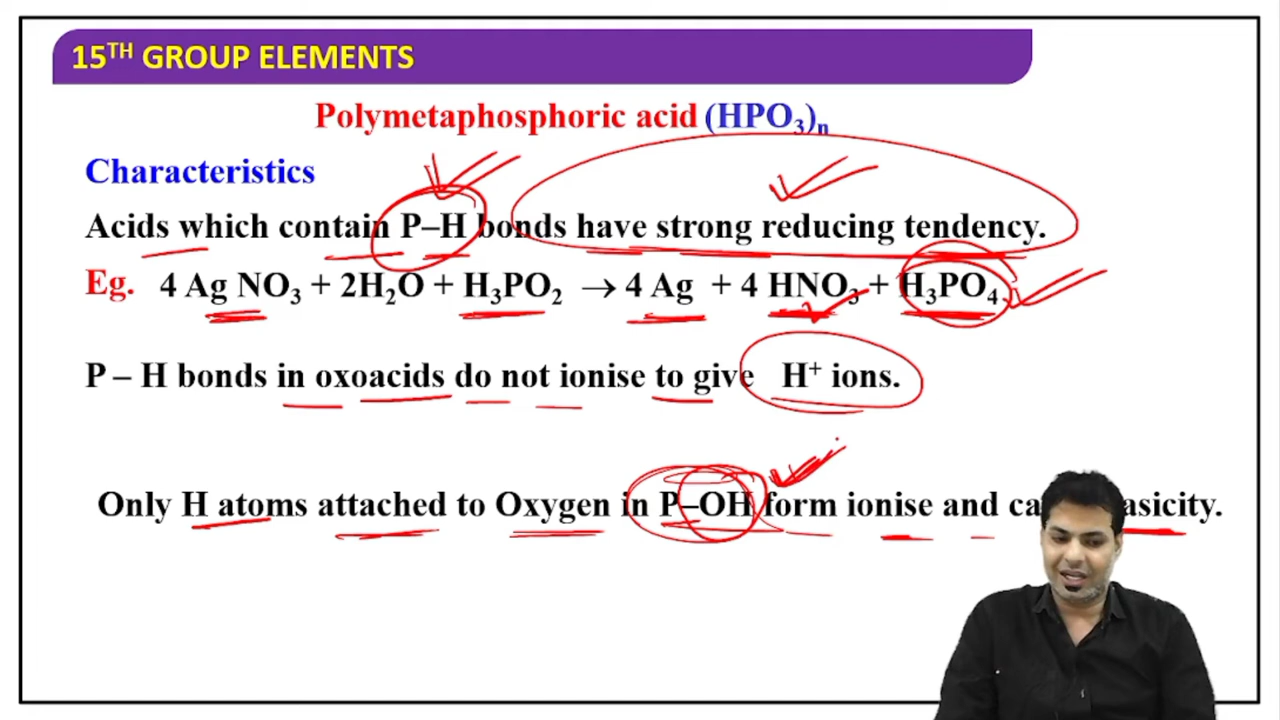 15TH GROUP ELEMENTS
Polymetaphosphoric acid (HPO₃)ₙ
Characteristics
Acids which contain P–H bonds have strong reducing tendency.
Eg. 4 Ag NO₃ + 2H₂O + H₃PO₂ → 4 Ag + 4 HNO₃ + H₃PO₄
P – H bonds in oxoacids do not ionise to give H⁺ ions.
Only H atoms attached to Oxygen in P–OH form ionise and